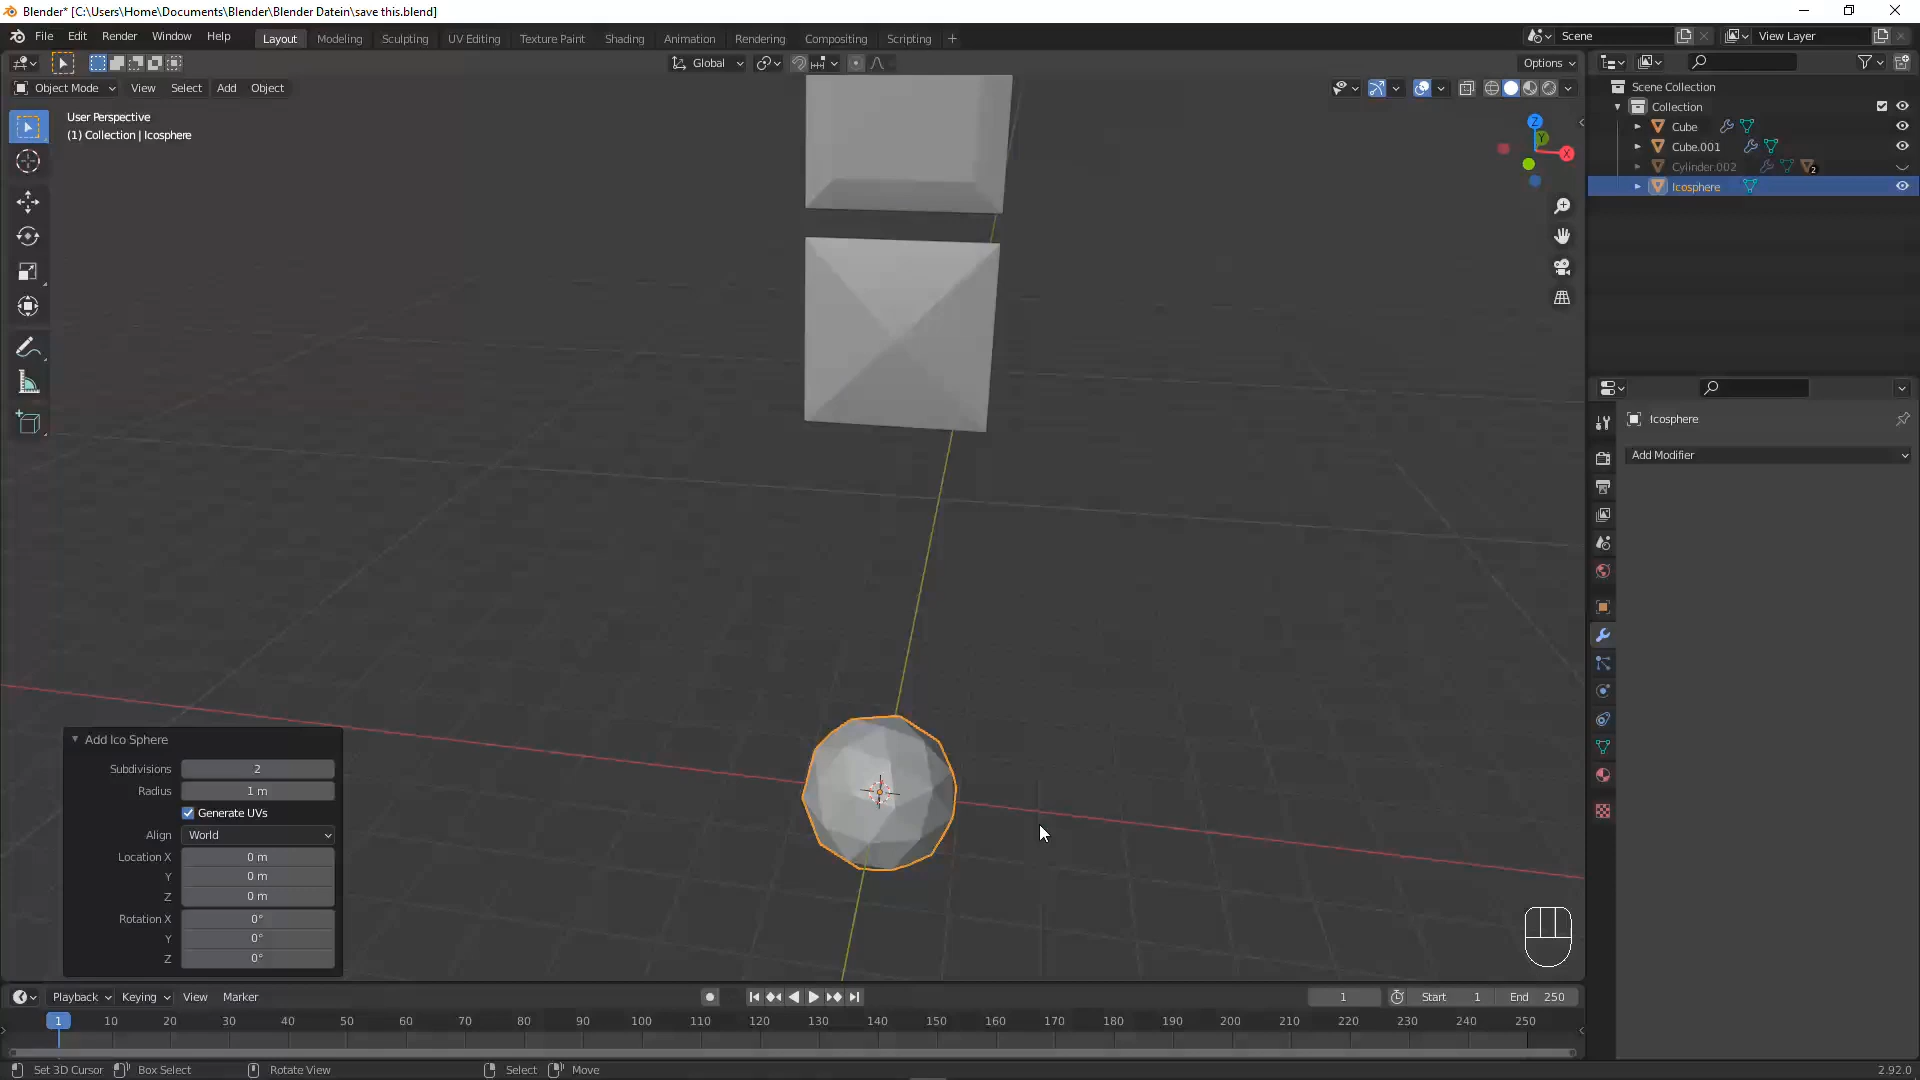 Blender* [C:\Users\Home\Documents\Blender\Blender Datein\save this.blend]
File Edit Render Window Help Layout Modeling Sculpting UV Editing Texture Paint Shading Animation Rendering Compositing Scripting + Scene View Layer
Global Options
Object Mode View Select Add Object
User Perspective
(1) Collection | Icosphere
Z
Y
X
Scene Collection
Collection
Cube
Cube.001
Cylinder.002 2
Icosphere
Icosphere
Add Modifier
Add Ico Sphere
Subdivisions 2
Radius 1 m
Generate UVs
Align World
Location X 0 m
Y 0 m
Z 0 m
Rotation X 0°
Y 0°
Z 0°
Playback Keying View Marker 1 Start 1 End 250
1 10 20 30 40 50 60 70 80 90 100 110 120 130 140 150 160 170 180 190 200 210 220 230 240 250
Set 3D Cursor Box Select Rotate View Select Move 2.92.0